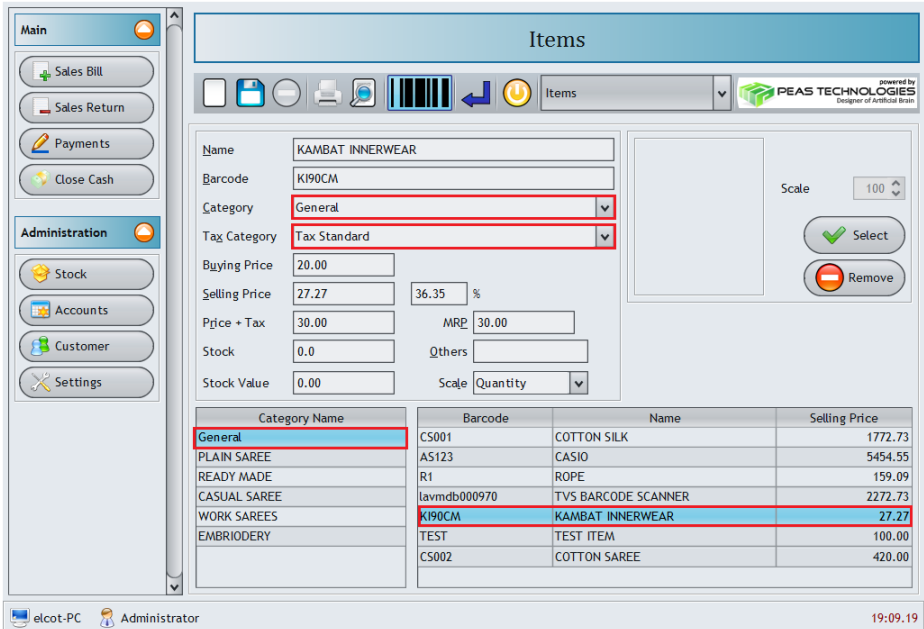 Main
Sales Bill
Sales Return
Payments
Close Cash
Administration
Stock
Accounts
Customer
Settings
Items
Items
powered by
PEAS TECHNOLOGIES
Designer of Artificial Brain
Name KAMBAT INNERWEAR
Barcode KI90CM
Category General
Tax Category Tax Standard
Buying Price 20.00
Selling Price 27.27 36.35 %
Price + Tax 30.00 MRP 30.00
Stock 0.0 Others
Stock Value 0.00 Scale Quantity
Scale 100
Select
Remove
Category Name
General
PLAIN SAREE
READY MADE
CASUAL SAREE
WORK SAREES
EMBRIODERY
Barcode Name Selling Price
CS001 COTTON SILK 1772.73
AS123 CASIO 5454.55
R1 ROPE 159.09
lavmdb000970 TVS BARCODE SCANNER 2272.73
KI90CM KAMBAT INNERWEAR 27.27
TEST TEST ITEM 100.00
CS002 COTTON SAREE 420.00
elcot-PC Administrator 19:09.19